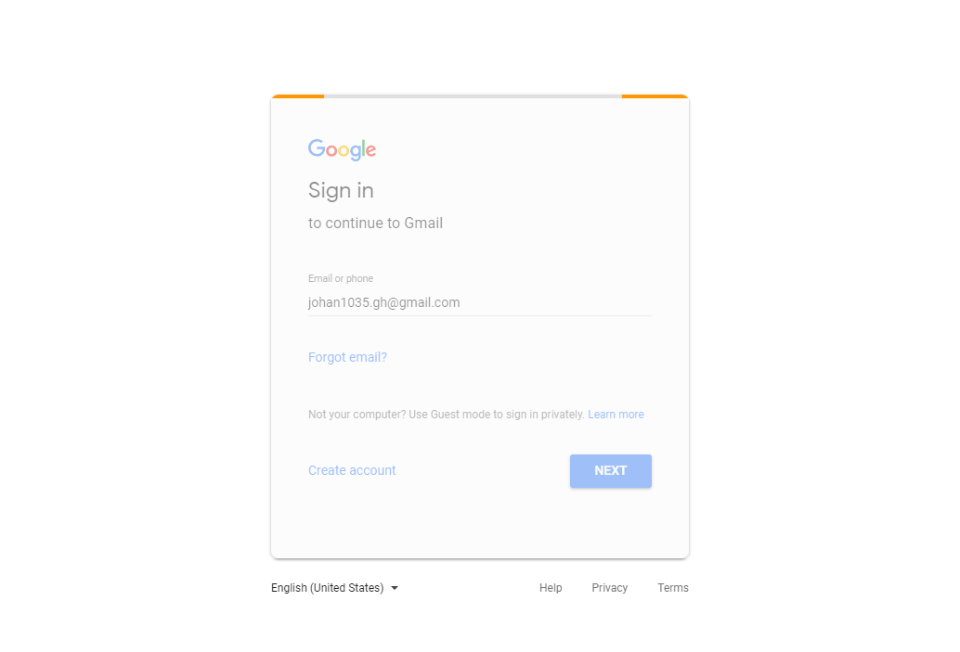 Google
Sign in
to continue to Gmail
Email or phone
johan1035.gh@gmail.com
Forgot email?
Not your computer? Use Guest mode to sign in privately. Learn more
Create account NEXT
English (United States) Help Privacy Terms